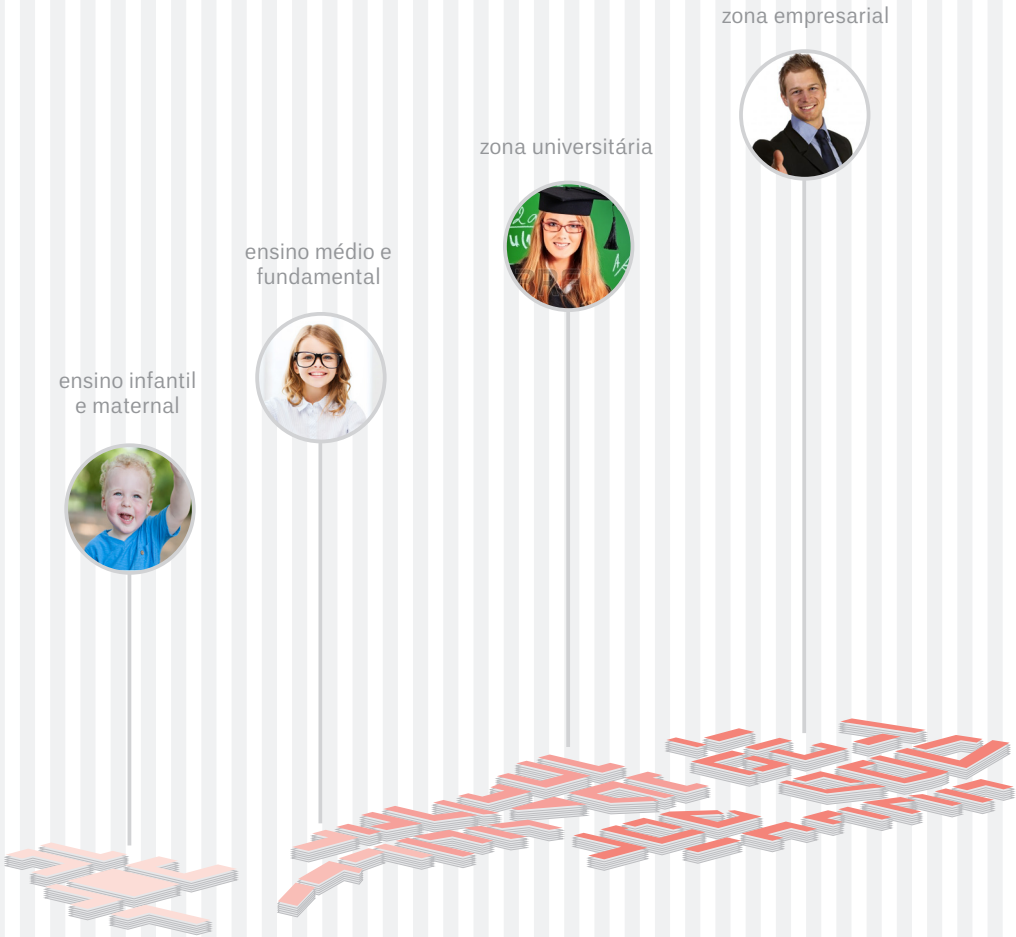 zona empresarial
zona universitária
ensino médio e
fundamental
ensino infantil
e maternal